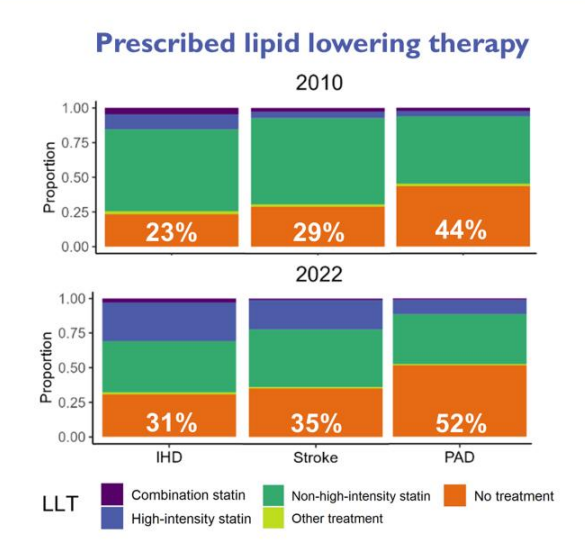 Prescribed lipid lowering therapy
2010
Proportion
1.00
0.75
0.50
0.25
0.00
23% 29% 44%
2022
Proportion
1.00
0.75
0.50
0.25
0.00
31% 35% 52%
IHD Stroke PAD
LLT
Combination statin Non-high-intensity statin No treatment
High-intensity statin Other treatment